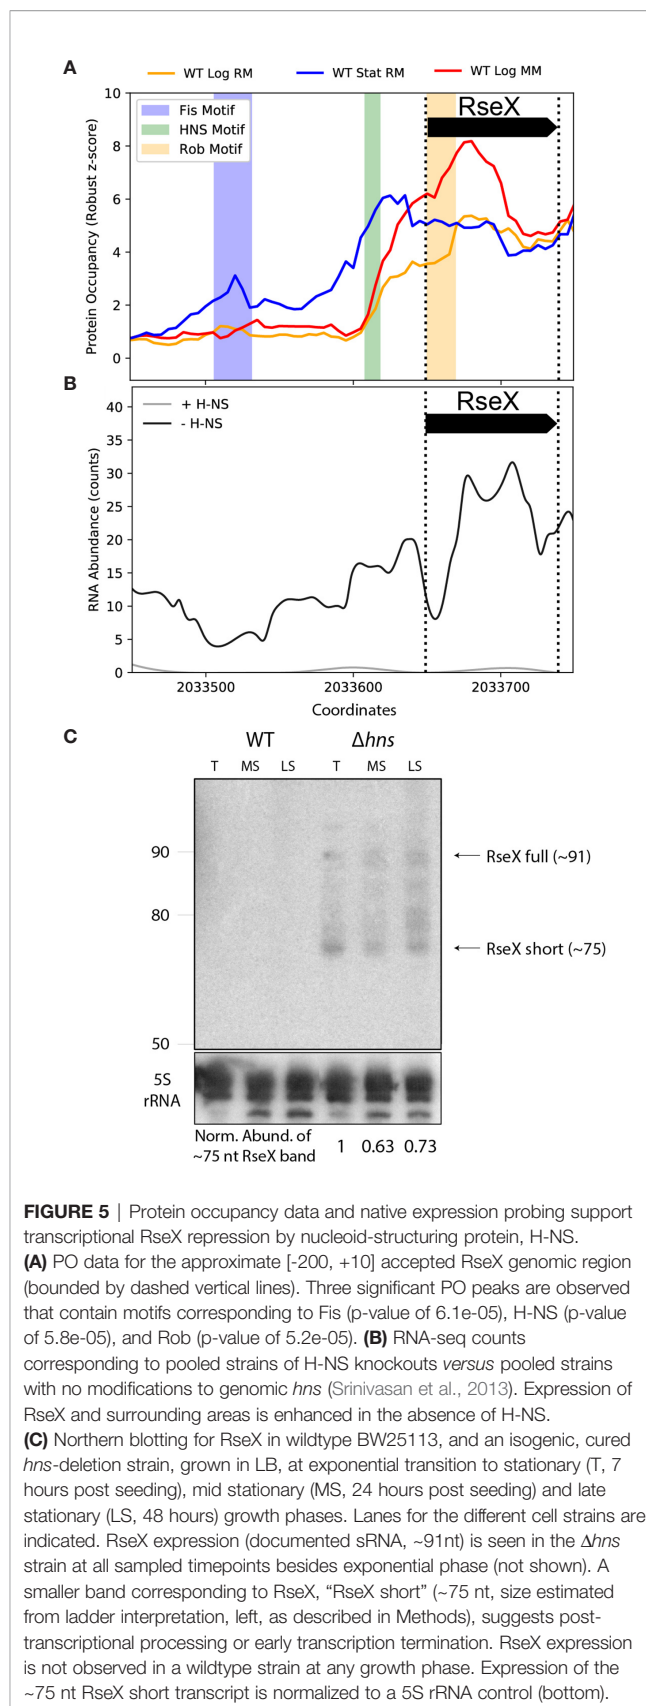 A
WT Log RM
WT Stat RM
WT Log MM
Protein Occupancy (Robust z-score)
10
8
6
4
2
0
Fis Motif
HNS Motif
Rob Motif
RseX
B
RNA Abundance (counts)
40
35
30
25
20
15
10
5
0
+ H-NS
- H-NS
RseX
2033500
2033600
2033700
Coordinates
C
WT
Δhns
T
MS
LS
T
MS
LS
90
RseX full (~91)
80
RseX short (~75)
50
5S
rRNA
Norm. Abund. of
~75 nt RseX band
1
0.63
0.73
FIGURE 5 | Protein occupancy data and native expression probing support
transcriptional RseX repression by nucleoid-structuring protein, H-NS.
(A) PO data for the approximate [-200, +10] accepted RseX genomic region
(bounded by dashed vertical lines). Three significant PO peaks are observed
that contain motifs corresponding to Fis (p-value of 6.1e-05), H-NS (p-value
of 5.8e-05), and Rob (p-value of 5.2e-05). (B) RNA-seq counts
corresponding to pooled strains of H-NS knockouts versus pooled strains
with no modifications to genomic hns (Srinivasan et al., 2013). Expression of
RseX and surrounding areas is enhanced in the absence of H-NS.
(C) Northern blotting for RseX in wildtype BW25113, and an isogenic, cured
hns-deletion strain, grown in LB, at exponential transition to stationary (T, 7
hours post seeding), mid stationary (MS, 24 hours post seeding) and late
stationary (LS, 48 hours) growth phases. Lanes for the different cell strains are
indicated. RseX expression (documented sRNA, ~91nt) is seen in the Δhns
strain at all sampled timepoints besides exponential phase (not shown). A
smaller band corresponding to RseX, “RseX short” (~75 nt, size estimated
from ladder interpretation, left, as described in Methods), suggests post-
transcriptional processing or early transcription termination. RseX expression
is not observed in a wildtype strain at any growth phase. Expression of the
~75 nt RseX short transcript is normalized to a 5S rRNA control (bottom).